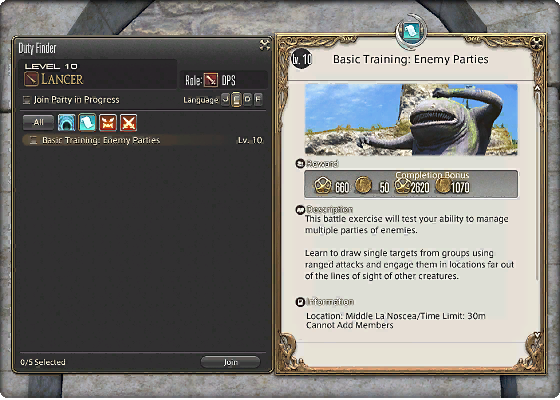 Duty Finder
LEVEL 10
LANCER
Role: DPS
Join Party in Progress
Language J E D F
All
Basic Training: Enemy Parties Lv. 10
0/5 Selected
Join
Lv. 10
Basic Training: Enemy Parties
Reward
Completion Bonus
660 50 2620 1070
Description
This battle exercise will test your ability to manage
multiple parties of enemies.
Learn to draw single targets from groups using
ranged attacks and engage them in locations far out
of the lines of sight of other creatures.
Information
Location: Middle La Noscea/Time Limit: 30m
Cannot Add Members